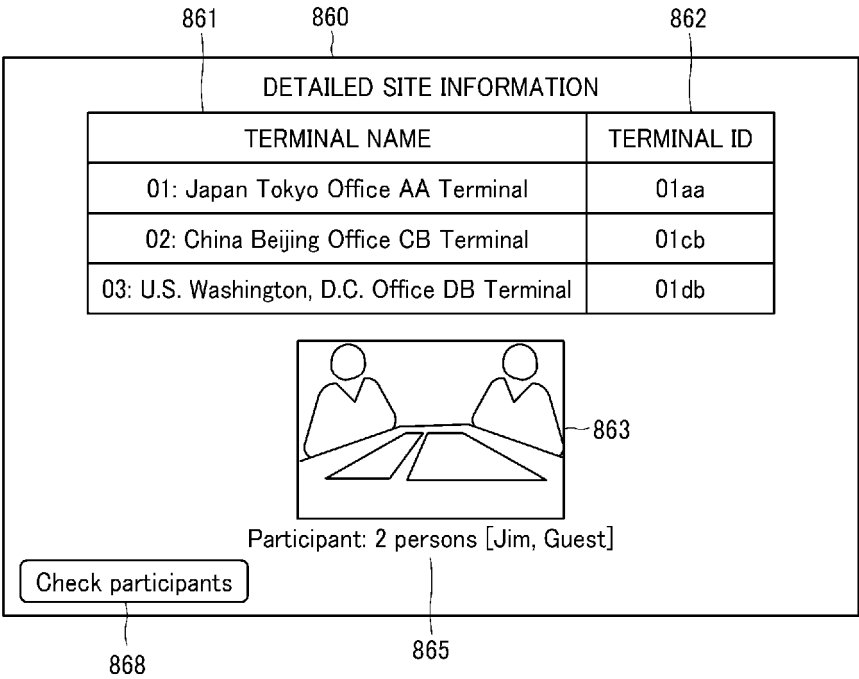 861 860 862
DETAILED SITE INFORMATION
TERMINAL NAME TERMINAL ID
01: Japan Tokyo Office AA Terminal 01aa
02: China Beijing Office CB Terminal 01cb
03: U.S. Washington, D.C. Office DB Terminal 01db
863
Participant: 2 persons [Jim, Guest]
Check participants
868 865